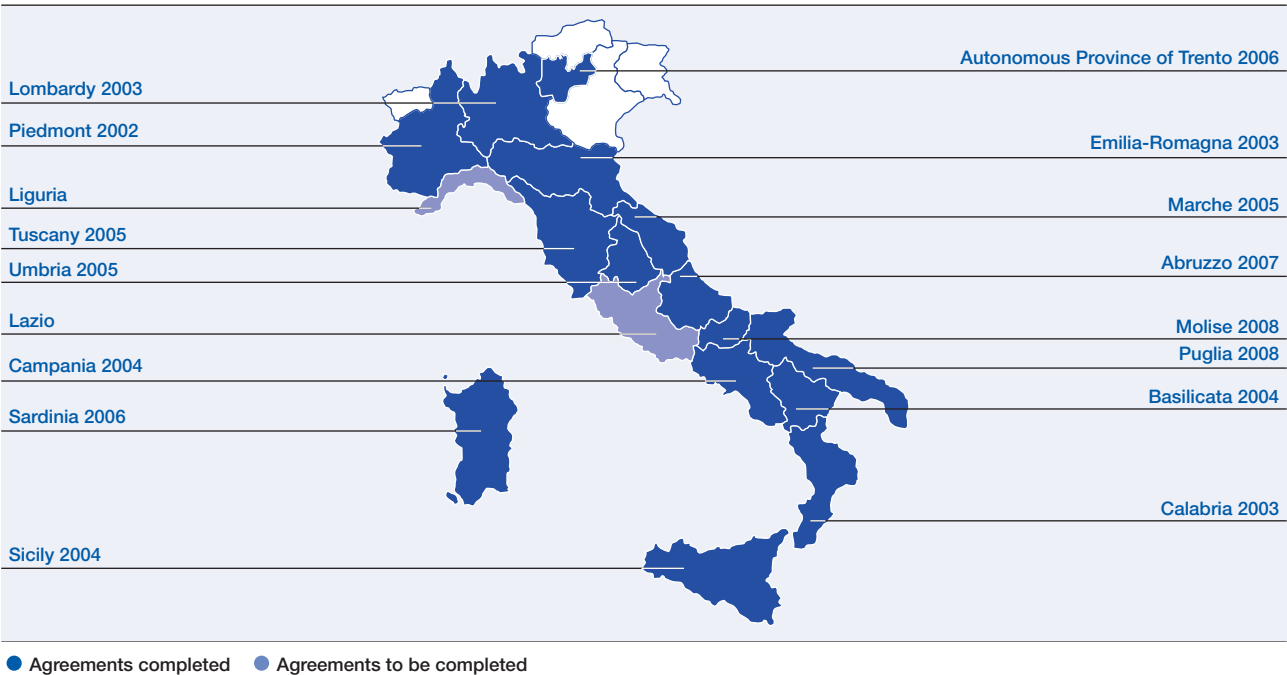 Lombardy 2003
Piedmont 2002
Liguria
Tuscany 2005
Umbria 2005
Lazio
Campania 2004
Sardinia 2006
Sicily 2004
Autonomous Province of Trento 2006
Emilia-Romagna 2003
Marche 2005
Abruzzo 2007
Molise 2008
Puglia 2008
Basilicata 2004
Calabria 2003
Agreements completed
Agreements to be completed